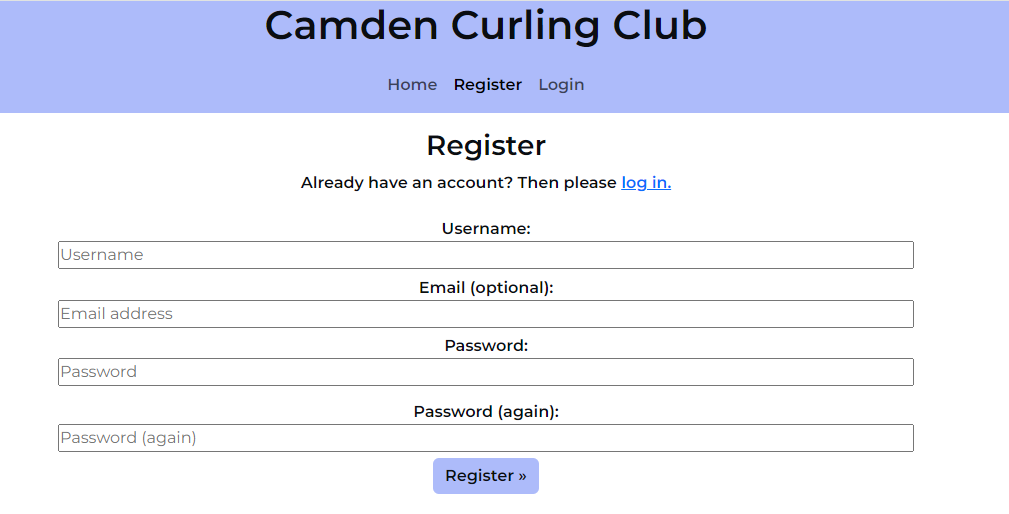 Camden Curling Club
Home Register Login
Register
Already have an account? Then please log in.
Username:
Username
Email (optional):
Email address
Password:
Password
Password (again):
Password (again)
Register »